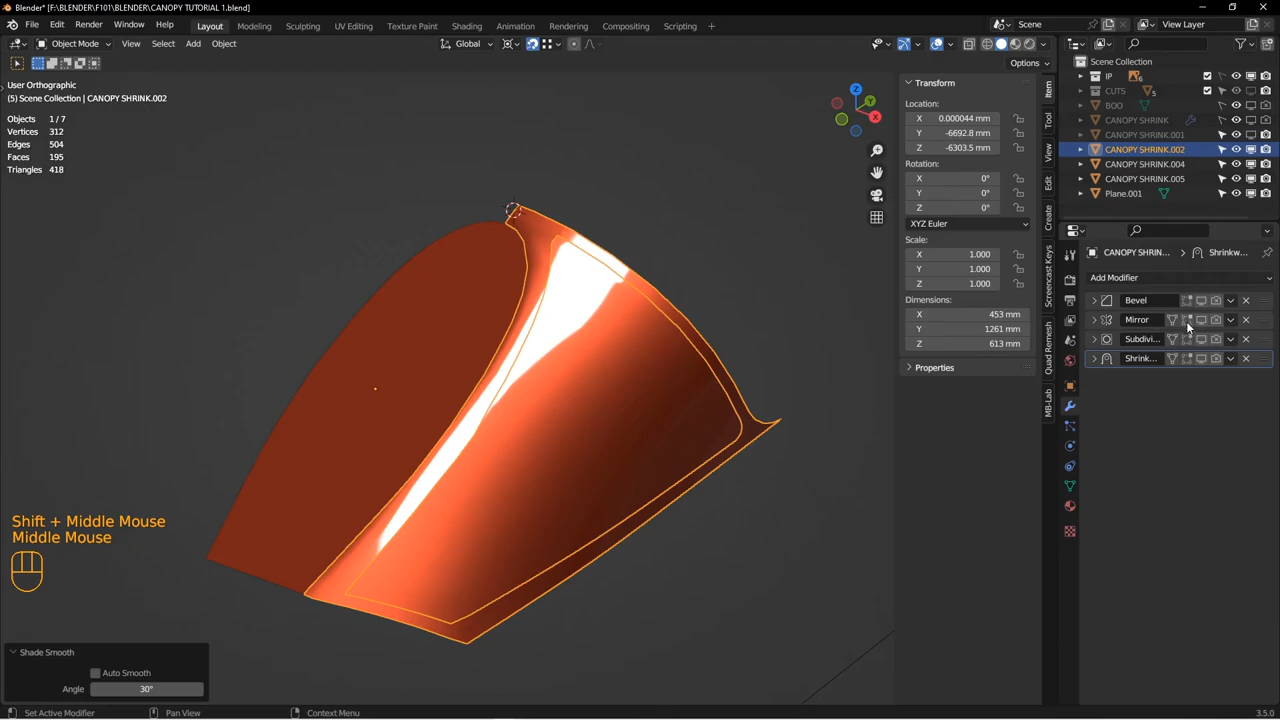 Blender* [F:\F101\BLENDER\CANOPY TUTORIAL 1.blend]
File Edit Render Window Help Layout Modeling Sculpting UV Editing Texture Paint Shading Animation Rendering Compositing Scripting + Scene View Layer
Object Mode View Select Add Object Global
Options
User Orthographic
(5) Scene Collection | CANOPY SHRINK.002
Objects 1 / 7
Vertices 312
Edges 504
Faces 195
Triangles 418
Z
Y
X
Transform
Location:
X 0.000044 mm
Y -6692.8 mm
Z -6303.5 mm
Rotation:
X 0°
Y 0°
Z 0°
XYZ Euler
Scale:
X 1.000
Y 1.000
Z 1.000
Dimensions:
X 453 mm
Y 1261 mm
Z 613 mm
Properties
Item
Tool
View
Edit
Create
Screencast Keys
Quad Remesh
MB-Lab
Scene Collection
IP 6
CUTS 5
BOO
CANOPY SHRINK
CANOPY SHRINK.001
CANOPY SHRINK.002
CANOPY SHRINK.004
CANOPY SHRINK.005
Plane.001
CANOPY SHRIN... Shrinkw...
Add Modifier
Bevel
Mirror
Subdivi...
Shrink...
Shift + Middle Mouse
Middle Mouse
Shade Smooth
Auto Smooth
Angle 30°
Set Active Modifier Pan View Context Menu 3.5.0